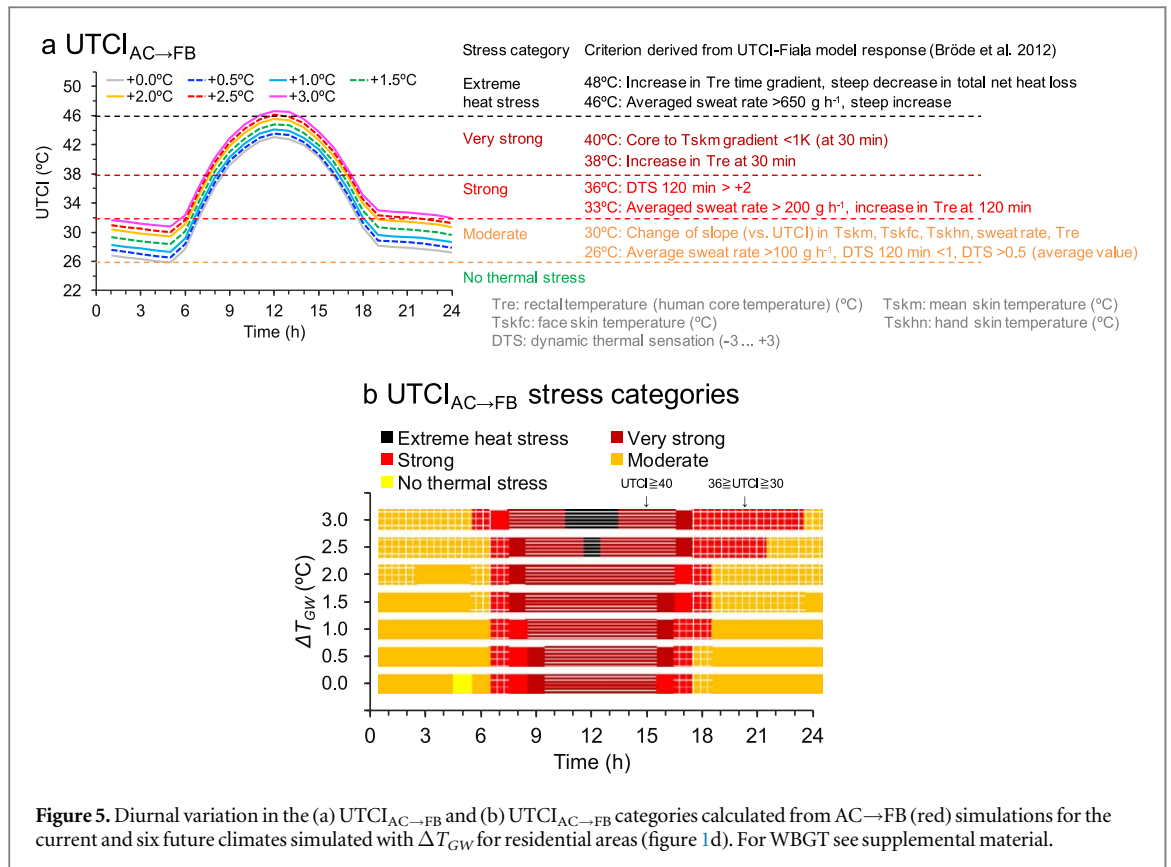 a UTCI AC→FB
Stress category Criterion derived from UTCI-Fiala model response (Bröde et al. 2012)
+0.0ºC +0.5ºC +1.0ºC +1.5ºC
+2.0ºC +2.5ºC +3.0ºC
Extreme heat stress
48ºC: Increase in Tre time gradient, steep decrease in total net heat loss
46ºC: Averaged sweat rate >650 g h-¹, steep increase
Very strong
40ºC: Core to Tskm gradient <1K (at 30 min)
38ºC: Increase in Tre at 30 min
Strong
36ºC: DTS 120 min > +2
33ºC: Averaged sweat rate > 200 g h-¹, increase in Tre at 120 min
Moderate
30ºC: Change of slope (vs. UTCI) in Tskm, Tskfc, Tskhn, sweat rate, Tre
26ºC: Average sweat rate >100 g h-¹, DTS 120 min <1, DTS >0.5 (average value)
No thermal stress
UTCI (ºC)
50
46
42
38
34
30
26
22
0 3 6 9 12 15 18 21 24
Time (h)
Tre: rectal temperature (human core temperature) (ºC) Tskm: mean skin temperature (ºC)
Tskfc: face skin temperature (ºC) Tskhn: hand skin temperature (ºC)
DTS: dynamic thermal sensation (-3 ... +3)
b UTCI AC→FB stress categories
Extreme heat stress Very strong
Strong Moderate
No thermal stress
UTCI≧40 36≧UTCI≧30
↓ ↓
ΔT GW (ºC)
3.0
2.5
2.0
1.5
1.0
0.5
0.0
0 3 6 9 12 15 18 21 24
Time (h)
Figure 5. Diurnal variation in the (a) UTCI AC→FB and (b) UTCI AC→FB categories calculated from AC→FB (red) simulations for the
current and six future climates simulated with ΔT GW for residential areas (figure 1d). For WBGT see supplemental material.